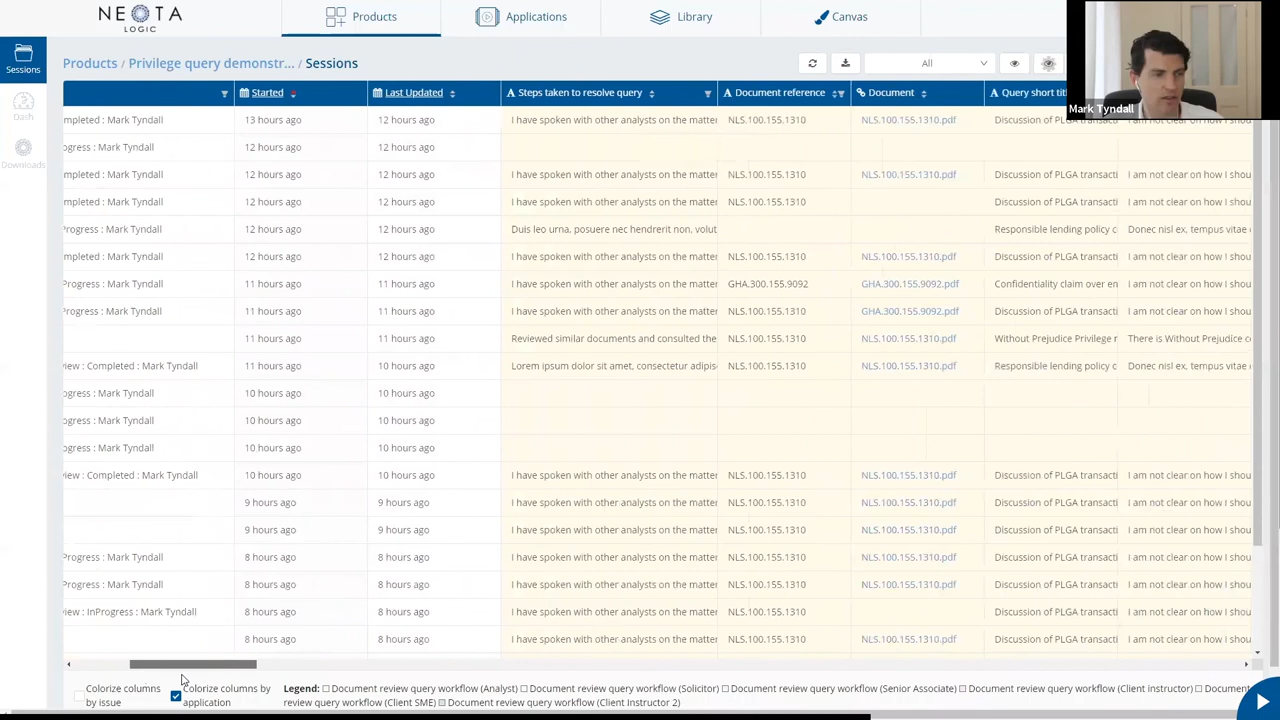 NEOTA
LOGIC
Products
Applications
Library
Canvas
Mark Tyndall
Sessions
Dash
Downloads
Products / Privilege query demonstr... / Sessions
All
Started
Last Updated
Steps taken to resolve query
Document reference
Document
Query short titl
mpleted : Mark Tyndall 13 hours ago 12 hours ago I have spoken with other analysts on the matter NLS.100.155.1310 NLS.100.155.1310.pdf Discussion of PLGA transacti I am not clear on how I shou
ogress : Mark Tyndall 12 hours ago 12 hours ago
mpleted : Mark Tyndall 12 hours ago 12 hours ago I have spoken with other analysts on the matter NLS.100.155.1310 NLS.100.155.1310.pdf Discussion of PLGA transacti I am not clear on how I shou
ompleted : Mark Tyndall 12 hours ago 12 hours ago I have spoken with other analysts on the matter NLS.100.155.1310 Discussion of PLGA transacti I am not clear on how I shou
Progress : Mark Tyndall 12 hours ago 12 hours ago Duis leo urna, posuere nec hendrerit non, volut Responsible lending policy c Donec nisl ex, tempus vitae
ompleted : Mark Tyndall 12 hours ago 12 hours ago I have spoken with other analysts on the matter NLS.100.155.1310 NLS.100.155.1310.pdf Discussion of PLGA transacti I am not clear on how I shou
Progress : Mark Tyndall 11 hours ago 11 hours ago I have spoken with other analysts on the matter GHA.300.155.9092 GHA.300.155.9092.pdf Confidentiality claim over en I am not clear on how I shou
Progress : Mark Tyndall 11 hours ago 11 hours ago I have spoken with other analysts on the matter NLS.100.155.1310 GHA.300.155.9092.pdf Discussion of PLGA transacti I am not clear on how I shou
11 hours ago 11 hours ago Reviewed similar documents and consulted the NLS.100.155.1310 NLS.100.155.1310.pdf Without Prejudice Privilege r There is Without Prejudice c
iew : Completed : Mark Tyndall 11 hours ago 10 hours ago Lorem ipsum dolor sit amet, consectetur adipis NLS.100.155.1310 NLS.100.155.1310.pdf Responsible lending policy c Donec nisl ex, tempus vitae
ogress : Mark Tyndall 10 hours ago 10 hours ago
ogress : Mark Tyndall 10 hours ago 10 hours ago
ogress : Mark Tyndall 10 hours ago 10 hours ago
iew : Completed : Mark Tyndall 10 hours ago 10 hours ago I have spoken with other analysts on the matter NLS.100.155.1310 NLS.100.155.1310.pdf Discussion of PLGA transacti I am not clear on how I shou
9 hours ago 9 hours ago I have spoken with other analysts on the matter NLS.100.155.1310 NLS.100.155.1310.pdf Discussion of PLGA transacti I am not clear on how I shou
9 hours ago 9 hours ago I have spoken with other analysts on the matter NLS.100.155.1310 NLS.100.155.1310.pdf Discussion of PLGA transacti I am not clear on how I shou
Progress : Mark Tyndall 8 hours ago 8 hours ago I have spoken with other analysts on the matter NLS.100.155.1310 NLS.100.155.1310.pdf Discussion of PLGA transacti I am not clear on how I shou
Progress : Mark Tyndall 8 hours ago 8 hours ago I have spoken with other analysts on the matter NLS.100.155.1310 NLS.100.155.1310.pdf Discussion of PLGA transacti I am not clear on how I shou
iew : InProgress : Mark Tyndall 8 hours ago 8 hours ago I have spoken with other analysts on the matter NLS.100.155.1310 Discussion of PLGA transacti I am not clear on how I shou
8 hours ago 8 hours ago I have spoken with other analysts on the matter NLS.100.155.1310 NLS.100.155.1310.pdf Discussion of PLGA transacti I am not clear on how I shou
Colorize columns
by issue
Colorize columns by
application
Legend: Document review query workflow (Analyst) Document review query workflow (Solicitor) Document review query workflow (Senior Associate) Document review query workflow (Client instructor) Document
review query workflow (Client SME) Document review query workflow (Client Instructor 2)